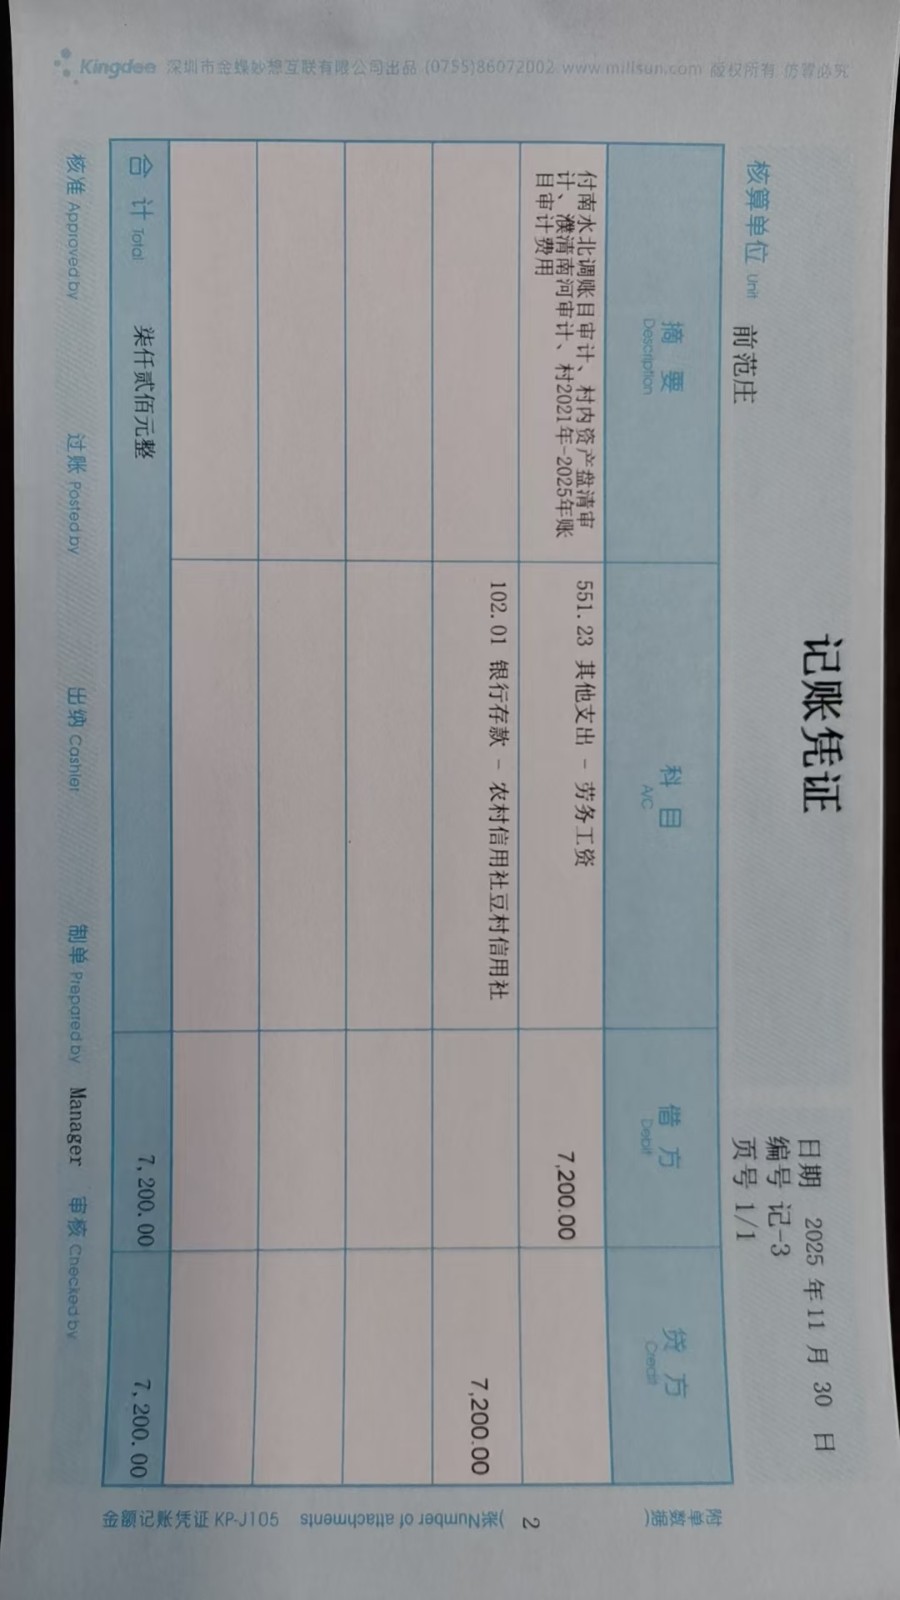 记账凭证
日期 2025 年 11 月 30 日
编号 记-3
核算单位 Unit 前范庄
页号 1/1
摘 要 科 目 借 方 贷 方
Description A/C Debit Credit
付南水北调账目审计、村内资产盘清审 551.23 其他支出 - 劳务工资 7,200.00
计、濮清南河审计、村2021年-2025年账
目审计费用
102.01 银行存款 - 农村信用社豆村信用社 7,200.00
合 计 Total 柒仟贰佰元整 7,200.00 7,200.00
附单数据 2 张(Number of attachments)
金额记账凭证 KP-J105
核准 Approved by 过账 Posted by 出纳 Cashier 制单 Prepared by Manager 审核 Checked by
Kingdee 深圳市金蝶妙想互联有限公司出品 (0755)86072002 www.millsun.com 版权所有 仿冒必究